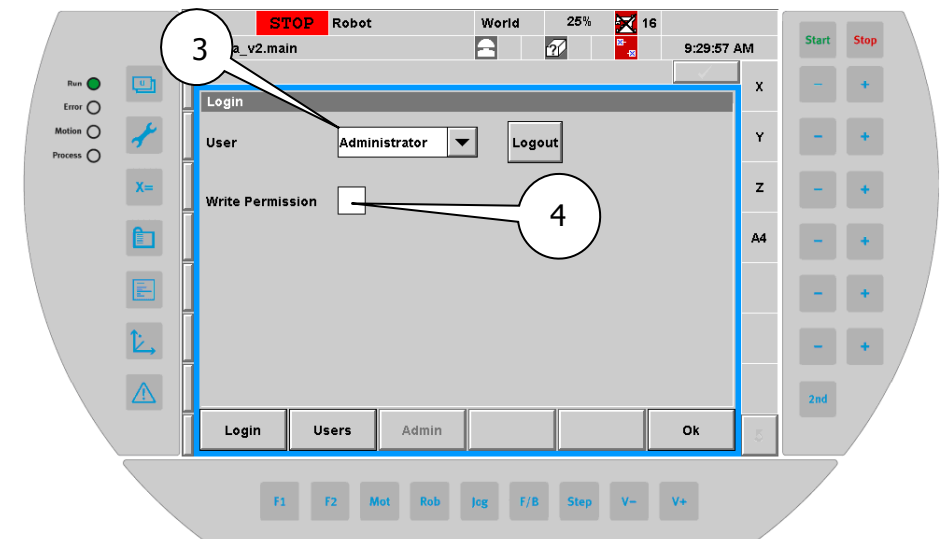 STOP Robot World 25% 16
a_v2.main 9:29:57 AM
3
Start Stop
Run
Error
Motion
Process
u
X=
Login
User Administrator Logout
Write Permission
4
X
Y
Z
A4
- +
- +
- +
- +
- +
- +
2nd
Login Users Admin Ok
F1 F2 Mot Rob Jcg F/B Step V- V+